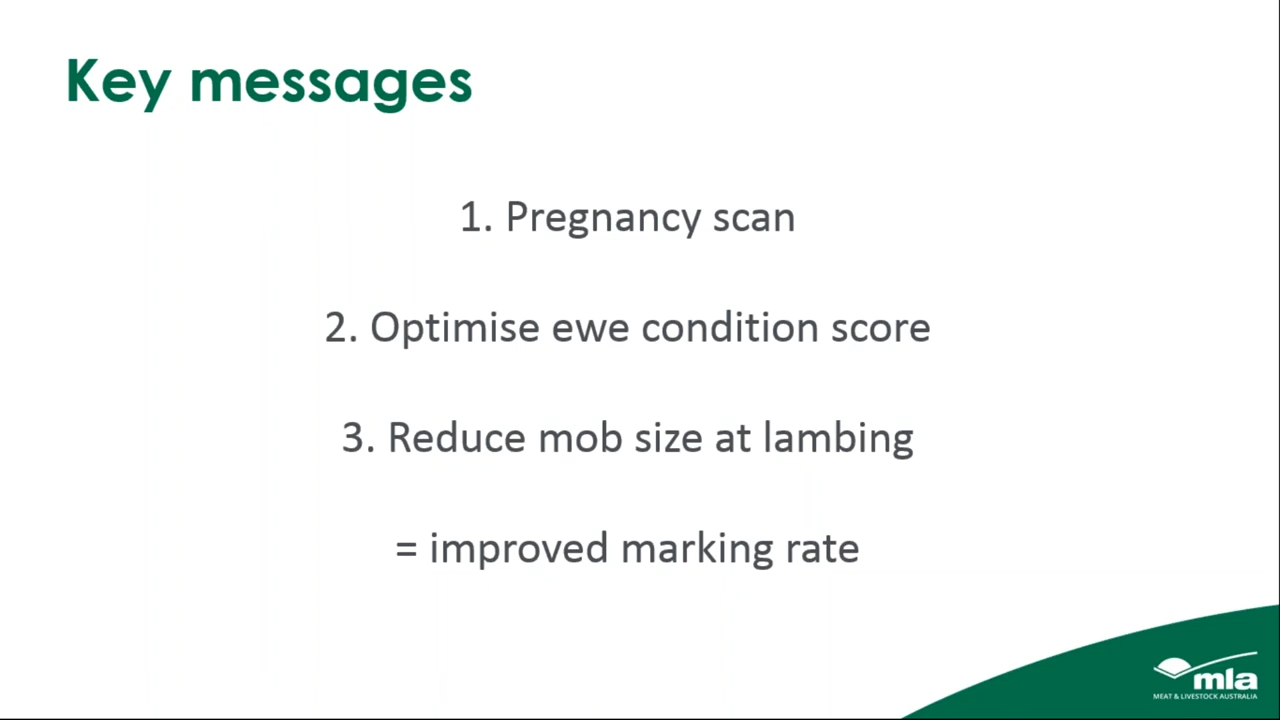 Key messages
1. Pregnancy scan
2. Optimise ewe condition score
3. Reduce mob size at lambing
= improved marking rate
mla
MEAT & LIVESTOCK AUSTRALIA